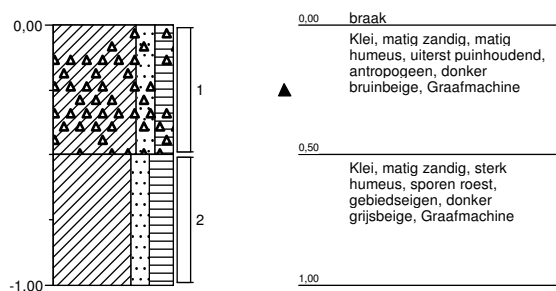 0,00
-1,00
1
2
0,00
braak
Klei, matig zandig, matig
humeus, uiterst puinhoudend,
antropogeen, donker
bruinbeige, Graafmachine
0,50
Klei, matig zandig, sterk
humeus, sporen roest,
gebiedseigen, donker
grijsbeige, Graafmachine
1,00